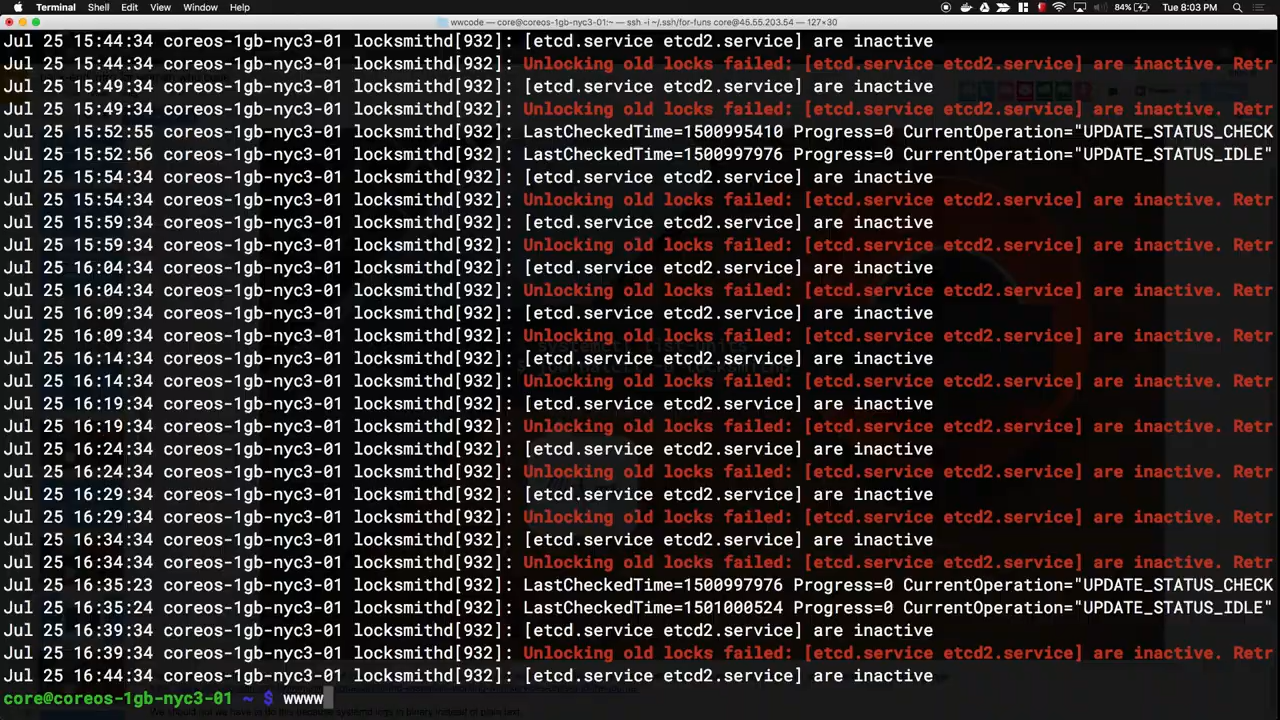 Terminal Shell Edit View Window Help 84% Tue 8:03 PM
wwcode — core@coreos-1gb-nyc3-01:~ — ssh -i ~/.ssh/for-funs core@45.55.203.54 — 127×30
Jul 25 15:44:34 coreos-1gb-nyc3-01 locksmithd[932]: [etcd.service etcd2.service] are inactive
Jul 25 15:44:34 coreos-1gb-nyc3-01 locksmithd[932]: Unlocking old locks failed: [etcd.service etcd2.service] are inactive. Retr
Jul 25 15:49:34 coreos-1gb-nyc3-01 locksmithd[932]: [etcd.service etcd2.service] are inactive
Jul 25 15:49:34 coreos-1gb-nyc3-01 locksmithd[932]: Unlocking old locks failed: [etcd.service etcd2.service] are inactive. Retr
Jul 25 15:52:55 coreos-1gb-nyc3-01 locksmithd[932]: LastCheckedTime=1500995410 Progress=0 CurrentOperation="UPDATE_STATUS_CHECK
Jul 25 15:52:56 coreos-1gb-nyc3-01 locksmithd[932]: LastCheckedTime=1500997976 Progress=0 CurrentOperation="UPDATE_STATUS_IDLE"
Jul 25 15:54:34 coreos-1gb-nyc3-01 locksmithd[932]: [etcd.service etcd2.service] are inactive
Jul 25 15:54:34 coreos-1gb-nyc3-01 locksmithd[932]: Unlocking old locks failed: [etcd.service etcd2.service] are inactive. Retr
Jul 25 15:59:34 coreos-1gb-nyc3-01 locksmithd[932]: [etcd.service etcd2.service] are inactive
Jul 25 15:59:34 coreos-1gb-nyc3-01 locksmithd[932]: Unlocking old locks failed: [etcd.service etcd2.service] are inactive. Retr
Jul 25 16:04:34 coreos-1gb-nyc3-01 locksmithd[932]: [etcd.service etcd2.service] are inactive
Jul 25 16:04:34 coreos-1gb-nyc3-01 locksmithd[932]: Unlocking old locks failed: [etcd.service etcd2.service] are inactive. Retr
Jul 25 16:09:34 coreos-1gb-nyc3-01 locksmithd[932]: [etcd.service etcd2.service] are inactive
Jul 25 16:09:34 coreos-1gb-nyc3-01 locksmithd[932]: Unlocking old locks failed: [etcd.service etcd2.service] are inactive. Retr
Jul 25 16:14:34 coreos-1gb-nyc3-01 locksmithd[932]: [etcd.service etcd2.service] are inactive
Jul 25 16:14:34 coreos-1gb-nyc3-01 locksmithd[932]: Unlocking old locks failed: [etcd.service etcd2.service] are inactive. Retr
Jul 25 16:19:34 coreos-1gb-nyc3-01 locksmithd[932]: [etcd.service etcd2.service] are inactive
Jul 25 16:19:34 coreos-1gb-nyc3-01 locksmithd[932]: Unlocking old locks failed: [etcd.service etcd2.service] are inactive. Retr
Jul 25 16:24:34 coreos-1gb-nyc3-01 locksmithd[932]: [etcd.service etcd2.service] are inactive
Jul 25 16:24:34 coreos-1gb-nyc3-01 locksmithd[932]: Unlocking old locks failed: [etcd.service etcd2.service] are inactive. Retr
Jul 25 16:29:34 coreos-1gb-nyc3-01 locksmithd[932]: [etcd.service etcd2.service] are inactive
Jul 25 16:29:34 coreos-1gb-nyc3-01 locksmithd[932]: Unlocking old locks failed: [etcd.service etcd2.service] are inactive. Retr
Jul 25 16:34:34 coreos-1gb-nyc3-01 locksmithd[932]: [etcd.service etcd2.service] are inactive
Jul 25 16:34:34 coreos-1gb-nyc3-01 locksmithd[932]: Unlocking old locks failed: [etcd.service etcd2.service] are inactive. Retr
Jul 25 16:35:23 coreos-1gb-nyc3-01 locksmithd[932]: LastCheckedTime=1500997976 Progress=0 CurrentOperation="UPDATE_STATUS_CHECK
Jul 25 16:35:24 coreos-1gb-nyc3-01 locksmithd[932]: LastCheckedTime=1501000524 Progress=0 CurrentOperation="UPDATE_STATUS_IDLE"
Jul 25 16:39:34 coreos-1gb-nyc3-01 locksmithd[932]: [etcd.service etcd2.service] are inactive
Jul 25 16:39:34 coreos-1gb-nyc3-01 locksmithd[932]: Unlocking old locks failed: [etcd.service etcd2.service] are inactive. Retr
Jul 25 16:44:34 coreos-1gb-nyc3-01 locksmithd[932]: [etcd.service etcd2.service] are inactive
core@coreos-1gb-nyc3-01 ~ $ wwww